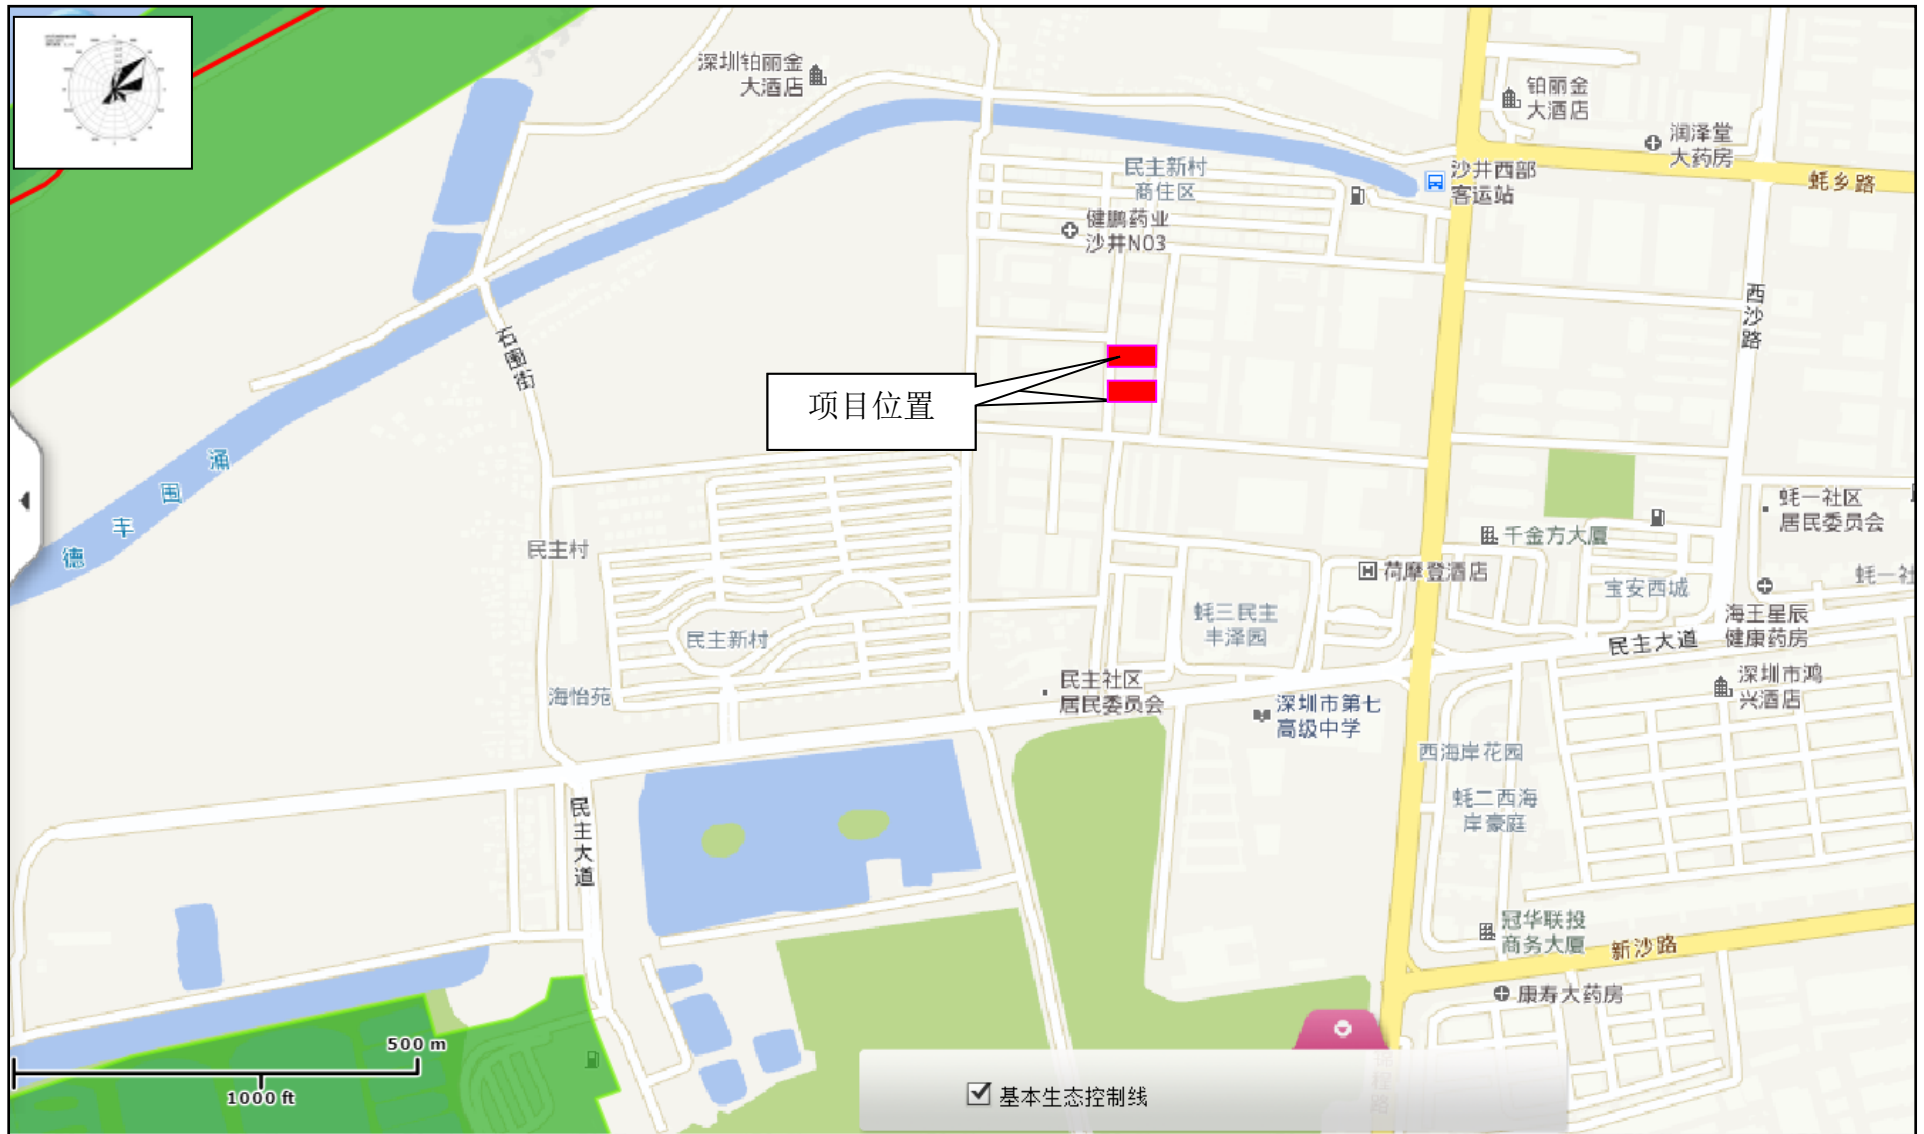 深圳铂丽金
大酒店
铂丽金
大酒店
润泽堂
大药房
沙井西部
客运站
蚝乡路
民主新村
商住区
健鹏药业
沙井N03
西沙路
石围街
项目位置
德丰围涌
蚝一社区
居民委员会
千金方大厦
民主村
荷摩登酒店
蚝一社
宝安西城
蚝三民主
丰泽园
海王星辰
健康药房
民主新村
民主大道
海怡苑
民主社区
居民委员会
深圳市鸿
兴酒店
深圳市第七
高级中学
西海岸花园
蚝二西海
岸豪庭
民主大道
冠华联投
商务大厦
新沙路
康寿大药房
500 m
1000 ft
基本生态控制线